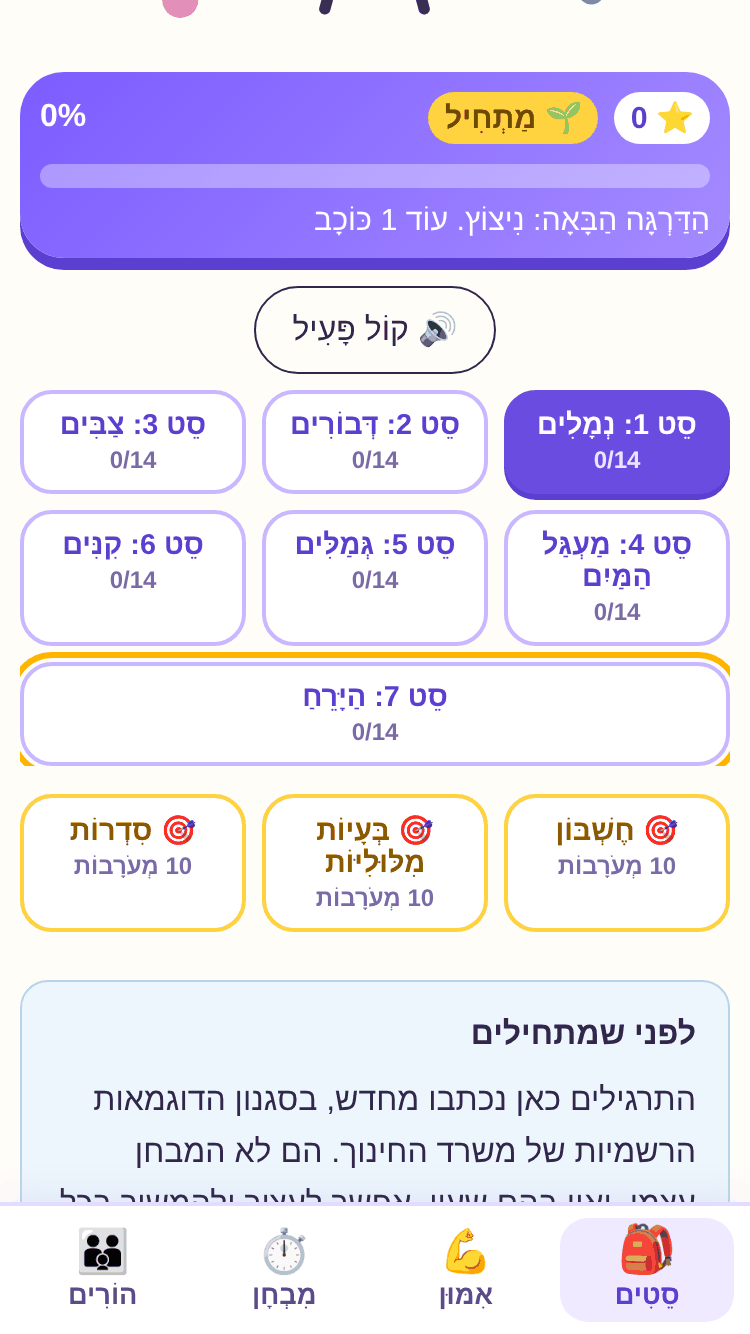 ⭐ 0
🌱 מַתְחִיל
0%
הַדַּרְגָּה הַבָּאָה: נִיצוֹץ. עוֹד 1 כּוֹכָב
🔊 קוֹל פָּעִיל
סֵט 1: נְמָלִים
0/14
סֵט 2: דְּבוֹרִים
0/14
סֵט 3: צַבִּים
0/14
סֵט 4: מַעְגַּל
הַמַּיִם
0/14
סֵט 5: גְּמַלִּים
0/14
סֵט 6: קִנִּים
0/14
סֵט 7: הַיָּרֵחַ
0/14
🎯 חֶשְׁבּוֹן
10 מְעֹרָבוֹת
🎯 בְּעָיוֹת
מִלּוּלִיּוֹת
10 מְעֹרָבוֹת
🎯 סִדְרוֹת
10 מְעֹרָבוֹת
לפני שמתחילים
התרגילים כאן נכתבו מחדש, בסגנון הדוגמאות
הרשמיות של משרד החינוך. הם לא המבחן
סֵטִים
אִמּוּן
מִבְחָן
הוֹרִים